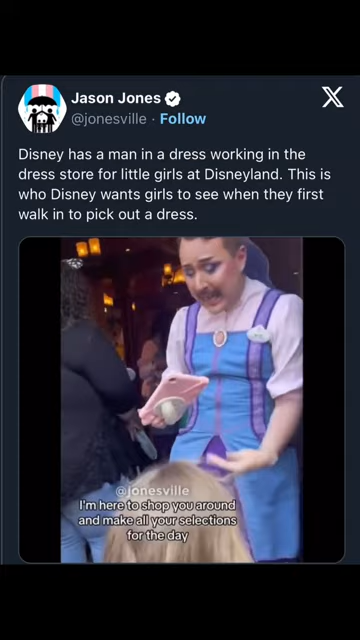 Jason Jones
X
@jonesville · Follow
Disney has a man in a dress working in the
dress store for little girls at Disneyland. This is
who Disney wants girls to see when they first
walk in to pick out a dress.
@jonesville
I'm here to shop you around
and make all your selections
for the day